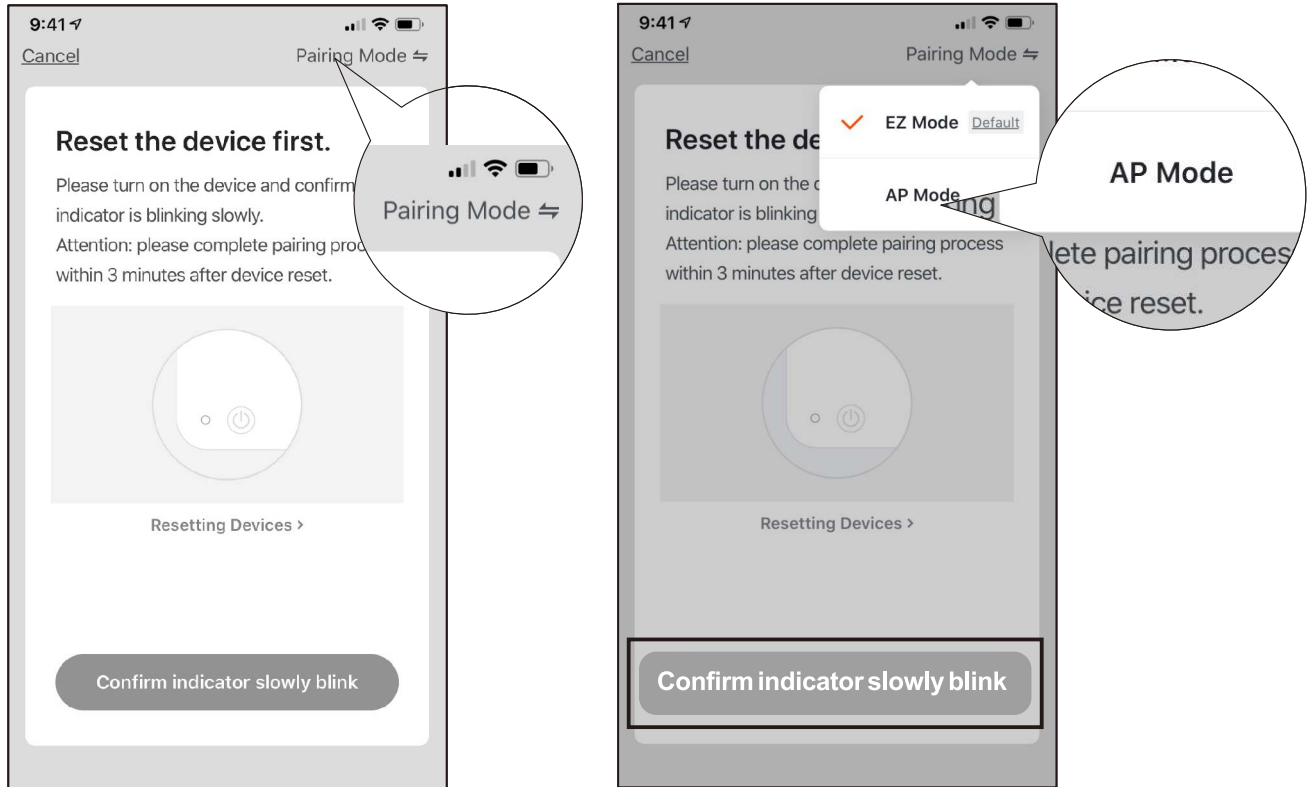 9:41
Cancel
Pairing Mode ⇋
Reset the device first.
Please turn on the device and confirm
indicator is blinking slowly.
Attention: please complete pairing proc
within 3 minutes after device reset.
Pairing Mode ⇋
Resetting Devices >
Confirm indicator slowly blink
9:41
Cancel
Pairing Mode ⇋
EZ Mode Default
AP Mode
Reset the de
Please turn on the
indicator is blinking
Attention: please complete pairing process
within 3 minutes after device reset.
AP Mode
lete pairing proces
ice reset.
Resetting Devices >
Confirm indicator slowly blink